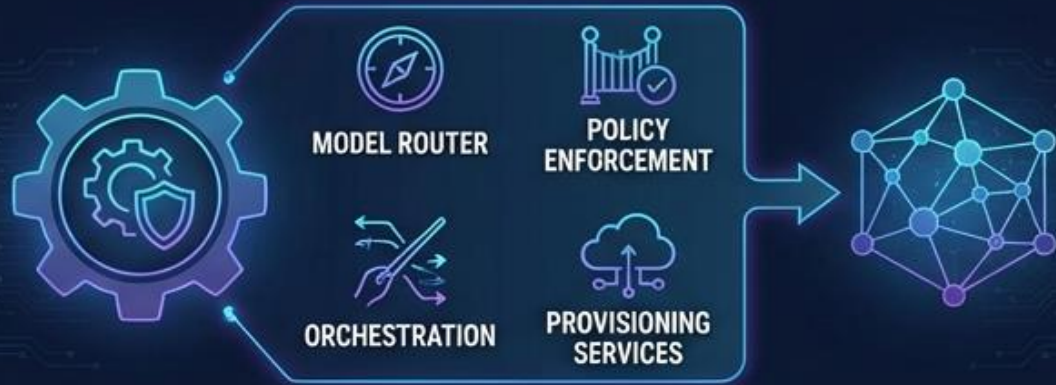 MODEL ROUTER
POLICY
ENFORCEMENT
ORCHESTRATION
PROVISIONING
SERVICES